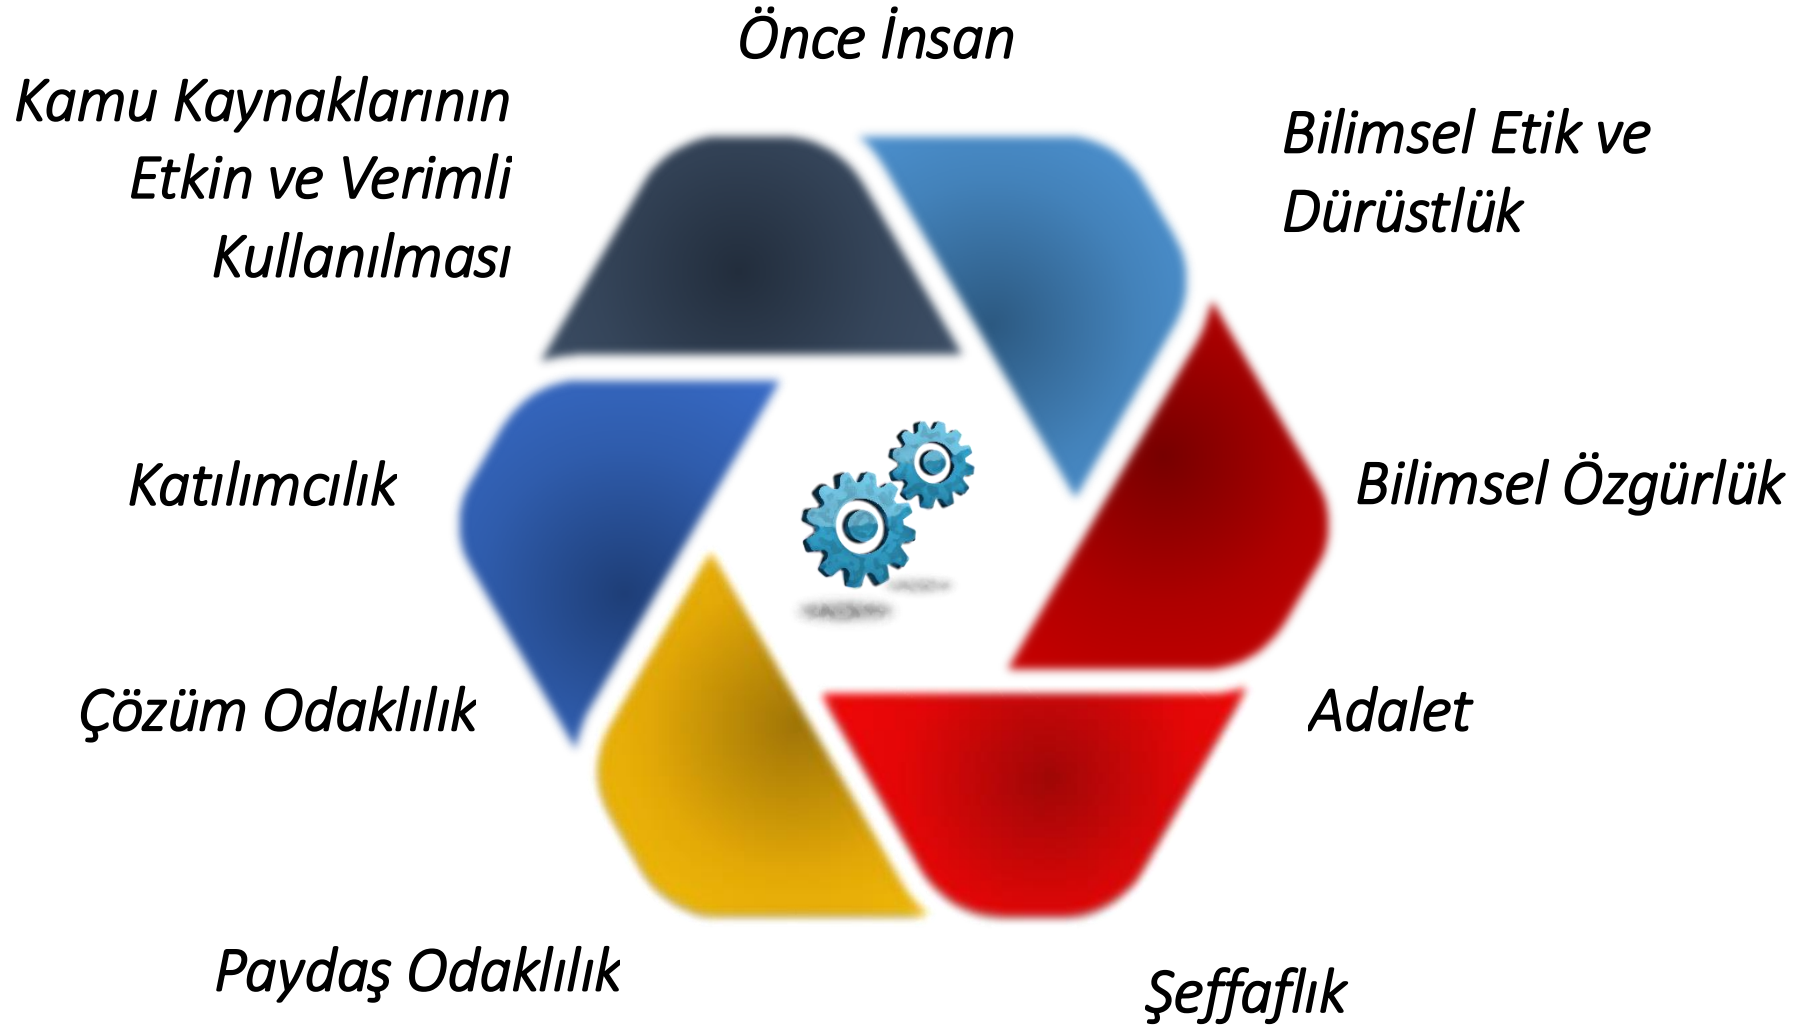 Önce İnsan
Kamu Kaynaklarının
Etkin ve Verimli
Kullanılması
Bilimsel Etik ve
Dürüstlük
Katılımcılık
Bilimsel Özgürlük
Çözüm Odaklılık
Adalet
Paydaş Odaklılık
Şeffaflık